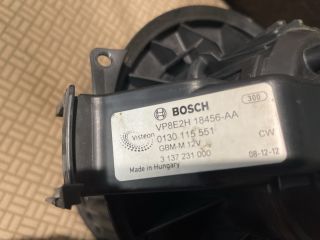 300
BOSCH
VP8E2H 18456-AA
Visteon
0130 115 551
GBM-M 12V CW
3 137 231 000
Made in Hungary 08-12-12